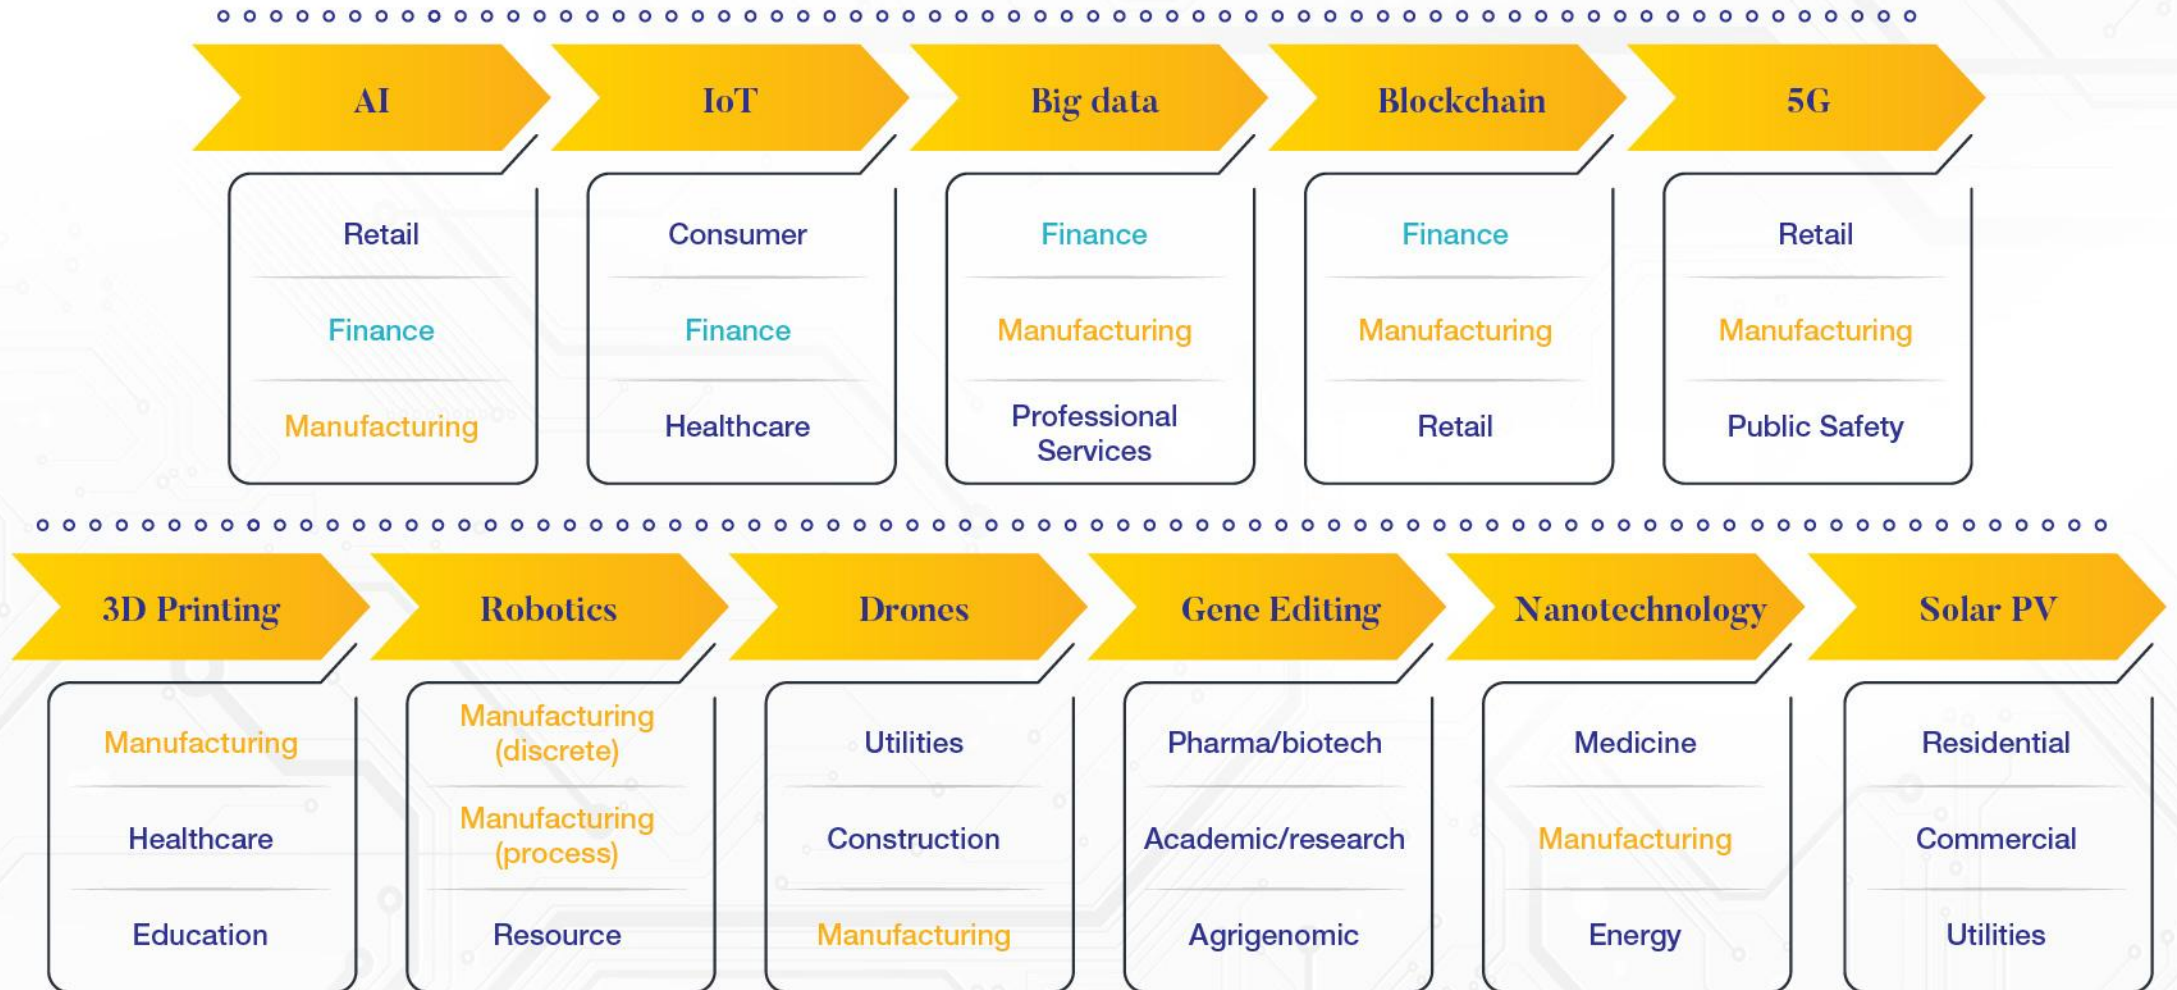 AI
IoT
Big data
Blockchain
5G
Retail
Finance
Manufacturing
Consumer
Finance
Healthcare
Finance
Manufacturing
Professional
Services
Finance
Manufacturing
Retail
Retail
Manufacturing
Public Safety
3D Printing
Robotics
Drones
Gene Editing
Nanotechnology
Solar PV
Manufacturing
Healthcare
Education
Manufacturing
(discrete)
Manufacturing
(process)
Resource
Utilities
Construction
Manufacturing
Pharma/biotech
Academic/research
Agrigenomic
Medicine
Manufacturing
Energy
Residential
Commercial
Utilities